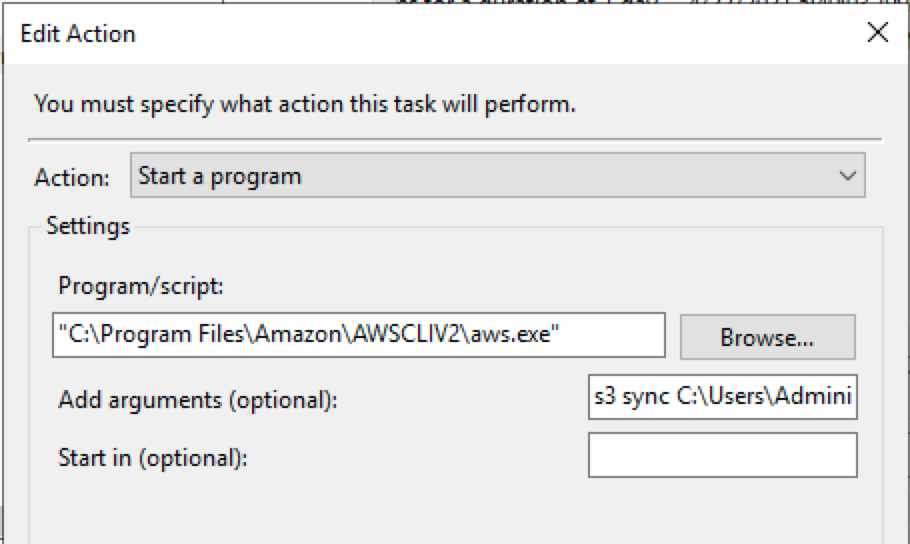 Edit Action
You must specify what action this task will perform.
Action: Start a program
Settings
Program/script:
"C:\Program Files\Amazon\AWSCLIV2\aws.exe"
Browse...
Add arguments (optional): s3 sync C:\Users\Admini
Start in (optional):